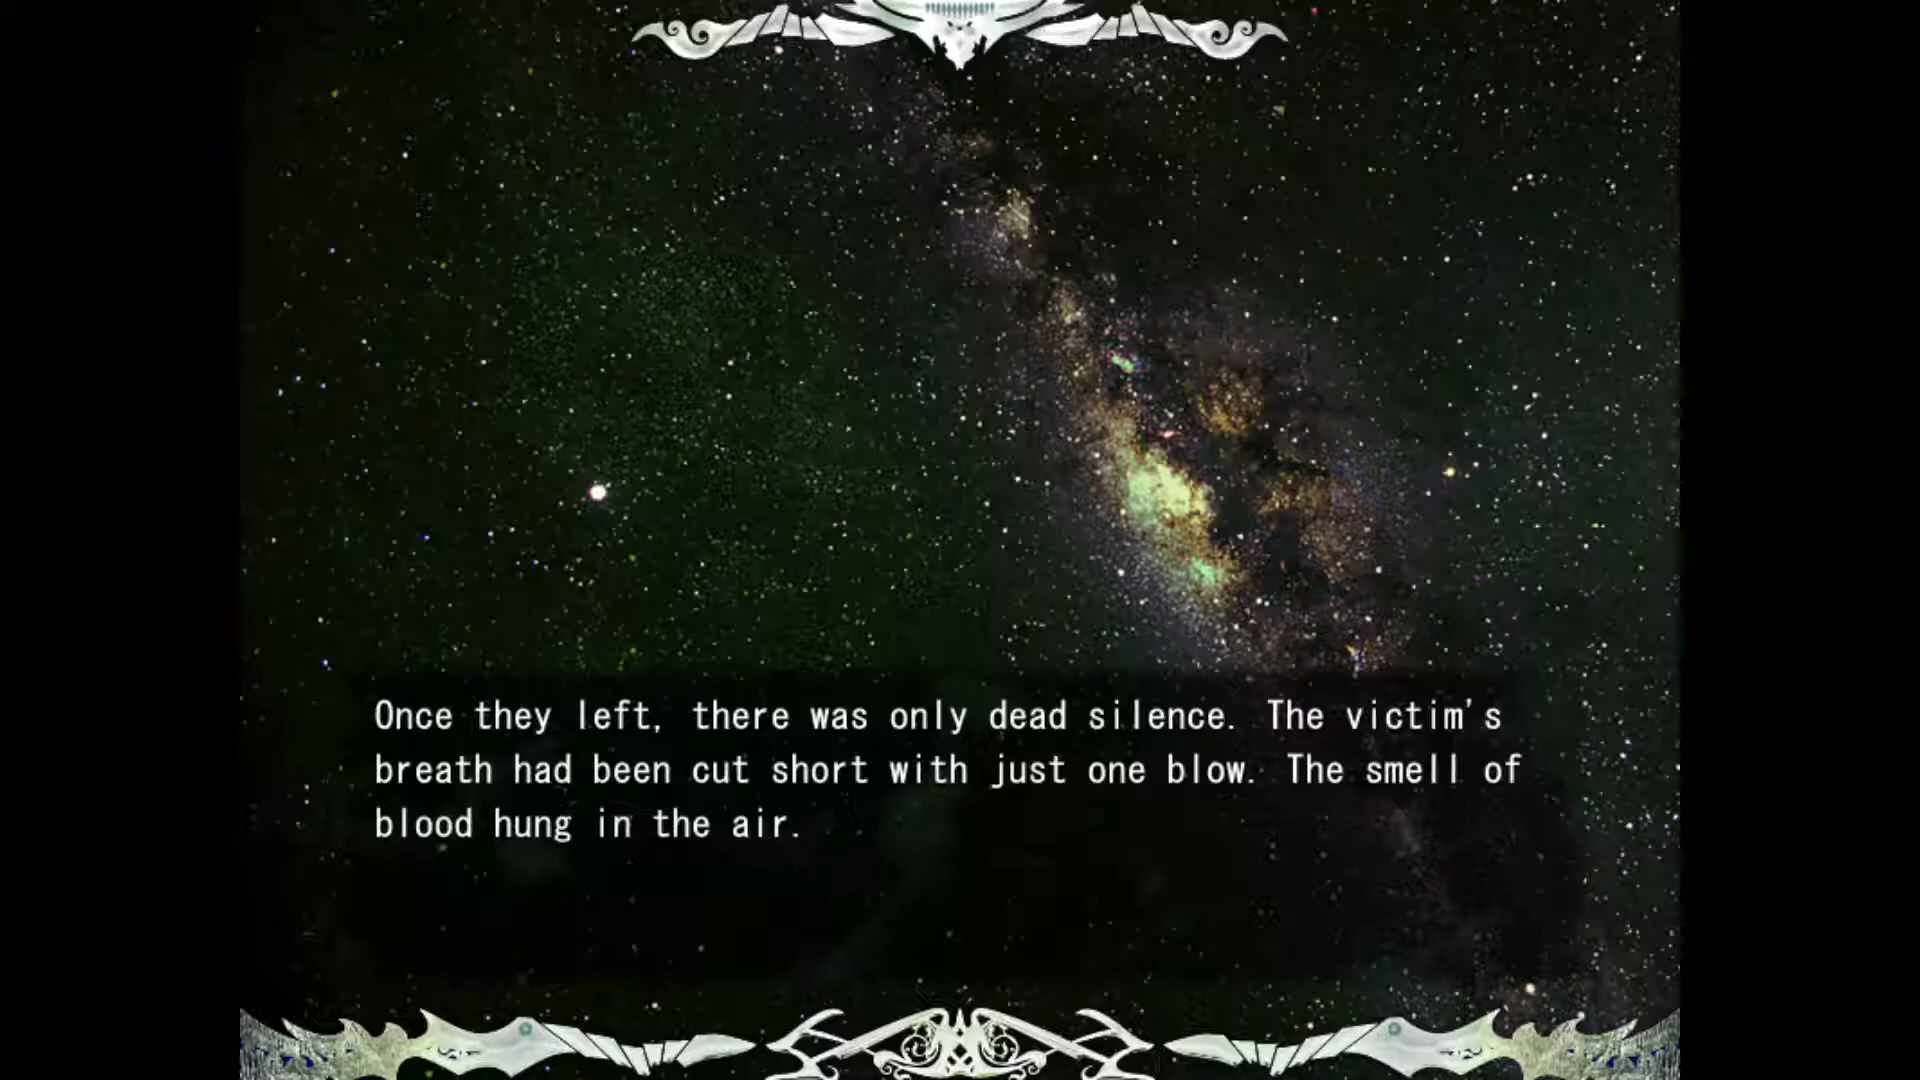 Once they left, there was only dead silence. The victim's
breath had been cut short with just one blow. The smell of
blood hung in the air.